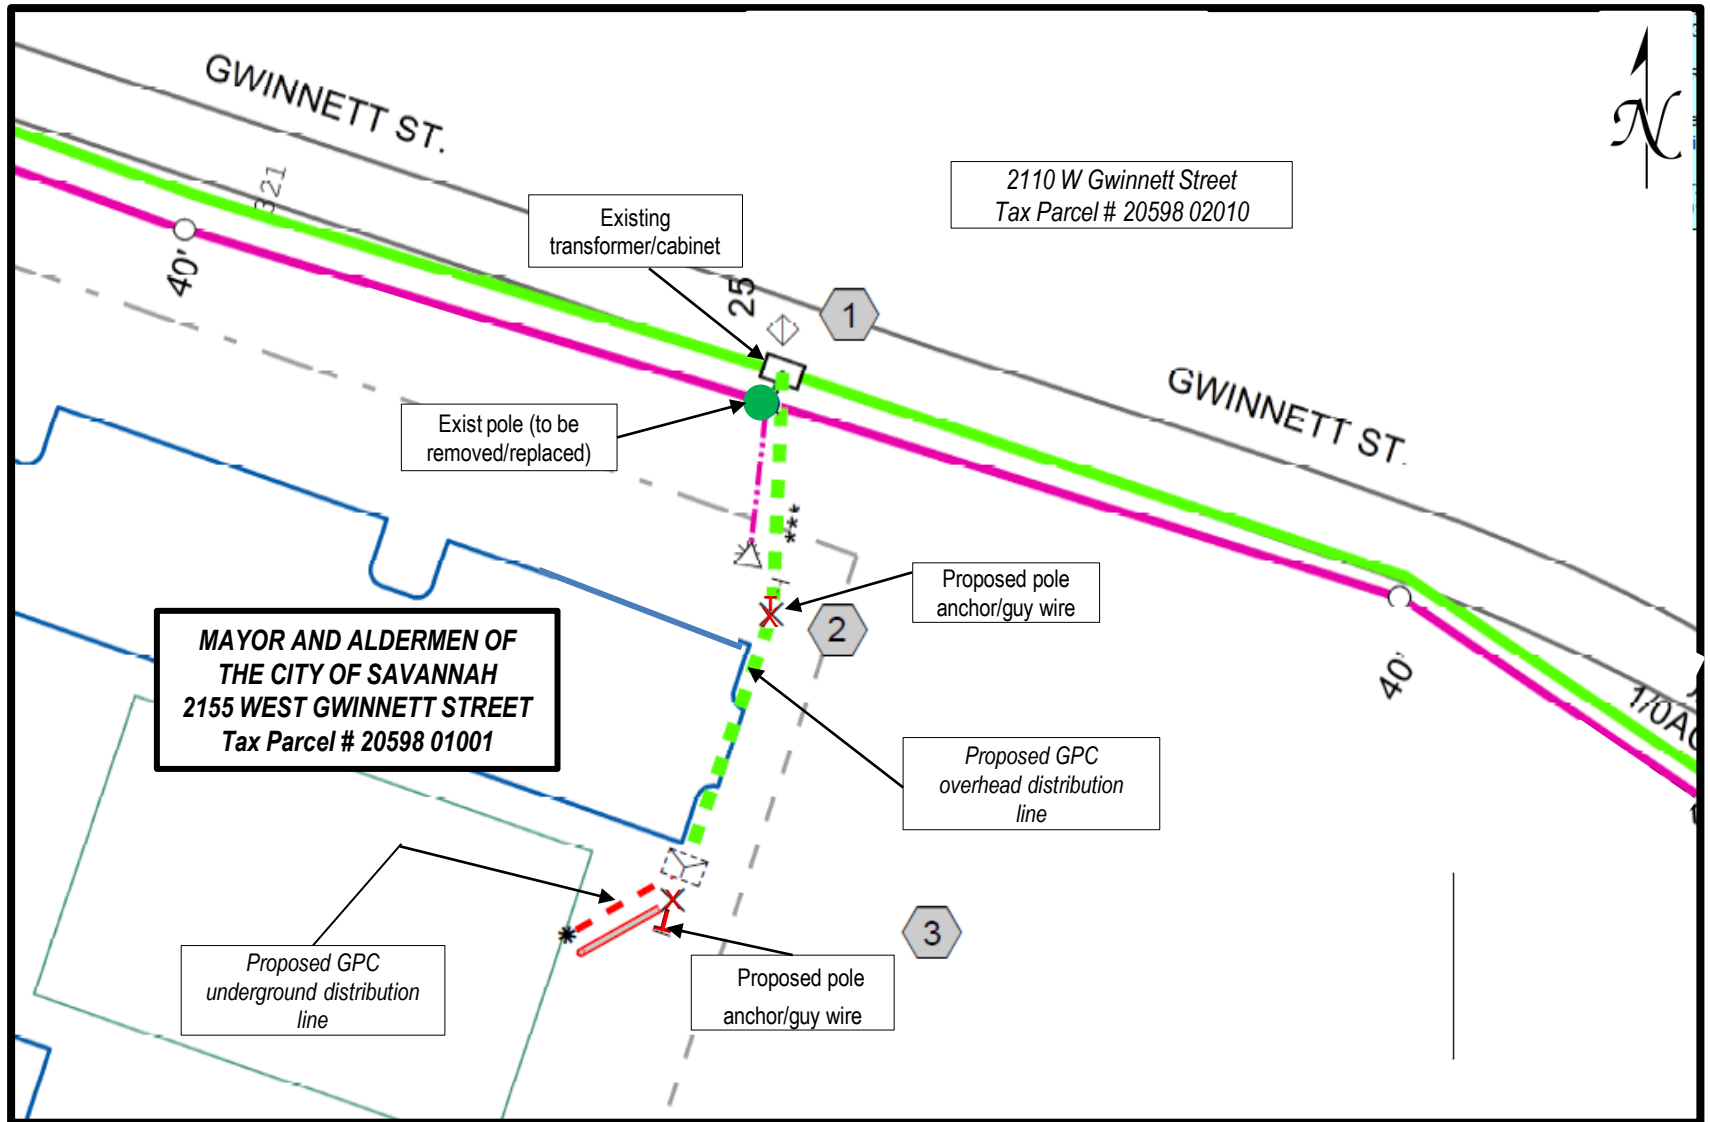 GWINNETT ST.
N
321
2110 W Gwinnett Street
Tax Parcel # 20598 02010
Existing
transformer/cabinet
40'
25
1
GWINNETT ST.
Exist pole (to be
removed/replaced)
***
Proposed pole
anchor/guy wire
2
MAYOR AND ALDERMEN OF
THE CITY OF SAVANNAH
2155 WEST GWINNETT STREET
Tax Parcel # 20598 01001
40'
Proposed GPC
overhead distribution
line
3
Proposed GPC
underground distribution
line
Proposed pole
anchor/guy wire